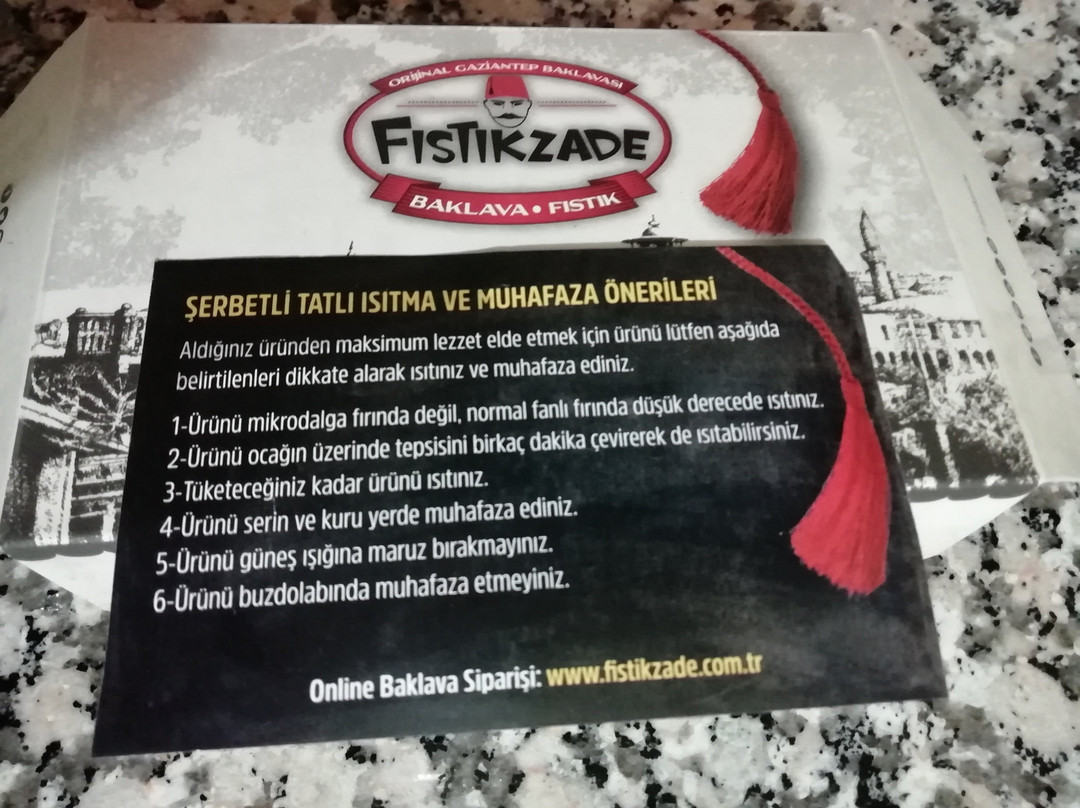 ORİJİNAL GAZİANTEP BAKLAVASI
FISTIKZADE
BAKLAVA • FISTIK
ŞERBETLİ TATLI ISITMA VE MUHAFAZA ÖNERİLERİ
Aldığınız üründen maksimum lezzet elde etmek için ürünü lütfen aşağıda
belirtilenleri dikkate alarak ısıtınız ve muhafaza ediniz.
1-Ürünü mikrodalga fırında değil, normal fanlı fırında düşük derecede ısıtınız.
2-Ürünü ocağın üzerinde tepsisini birkaç dakika çevirerek de ısıtabilirsiniz.
3-Tüketeceğiniz kadar ürünü ısıtınız.
4-Ürünü serin ve kuru yerde muhafaza ediniz.
5-Ürünü güneş ışığına maruz bırakmayınız.
6-Ürünü buzdolabında muhafaza etmeyiniz.
Online Baklava Siparişi: www.fistikzade.com.tr